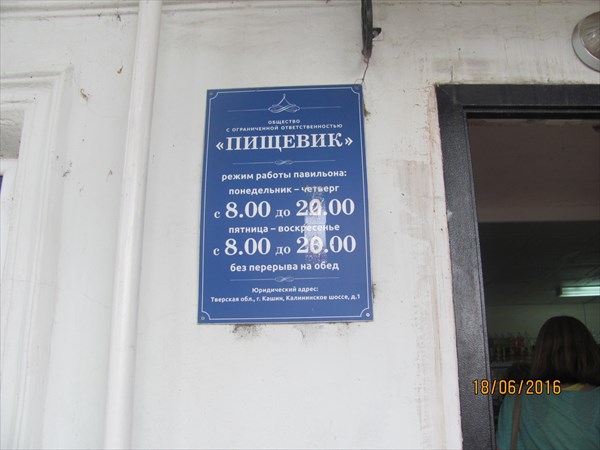 ОБЩЕСТВО
С ОГРАНИЧЕННОЙ ОТВЕТСТВЕННОСТЬЮ
«ПИЩЕВИК»
режим работы павильона:
понедельник – четверг
с 8.00 до 20.00
пятница – воскресенье
с 8.00 до 20.00
без перерыва на обед
Юридический адрес:
Тверская обл., г. Кашин, Калининское шоссе, д.1
18/06/2016